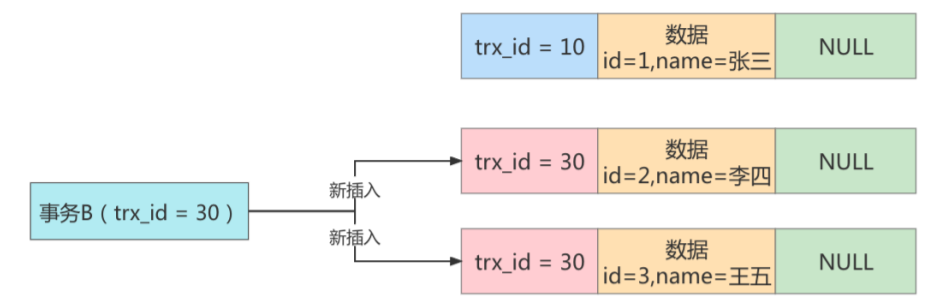 trx_id = 10
数据
id=1,name=张三
NULL
trx_id = 30
数据
id=2,name=李四
NULL
新插入
事务B（trx_id = 30）
新插入
trx_id = 30
数据
id=3,name=王五
NULL